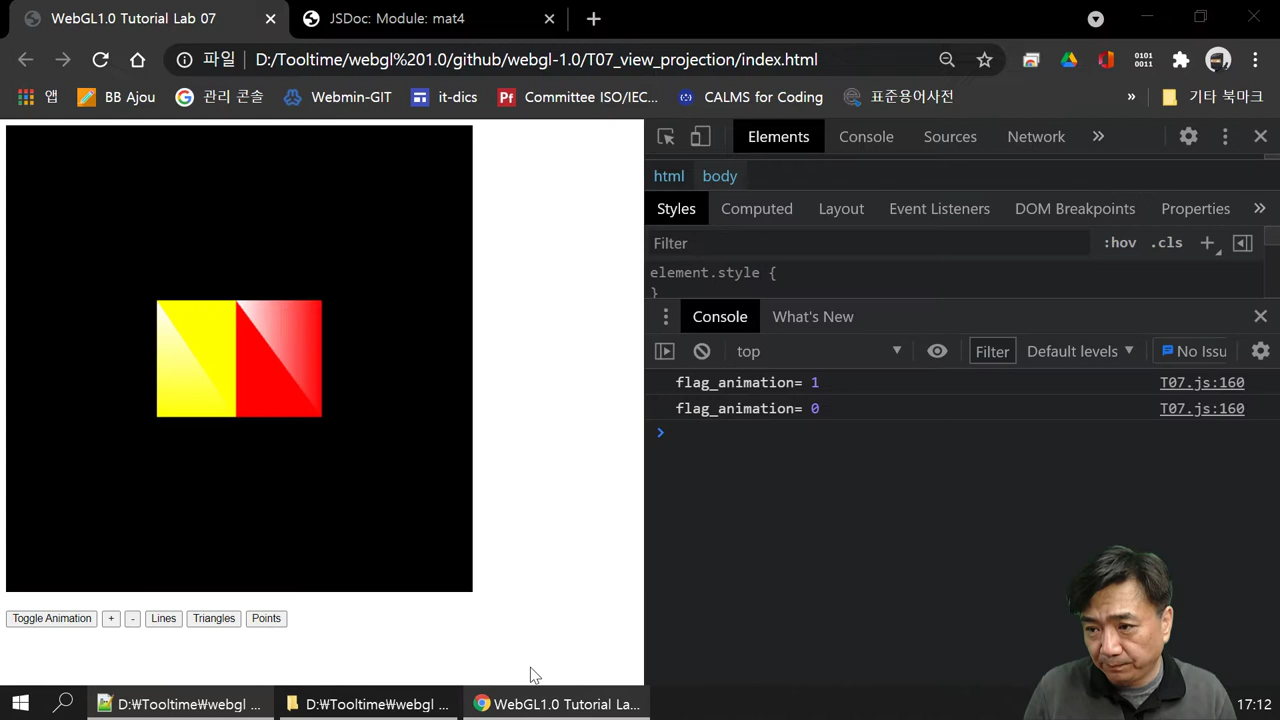 WebGL1.0 Tutorial Lab 07
JSDoc: Module: mat4
파일 D:/Tooltime/webgl%201.0/github/webgl-1.0/T07_view_projection/index.html
0101
0011
앱 BB Ajou 관리 콘솔 Webmin-GIT it-dics Pf Committee ISO/IEC... CALMS for Coding 표준용어사전 » 기타 북마크
Elements Console Sources Network »
html body
Styles Computed Layout Event Listeners DOM Breakpoints Properties »
Filter :hov .cls +
element.style {
}
Console What's New
top Filter Default levels No Issu
flag_animation= 1 T07.js:160
flag_animation= 0 T07.js:160
Toggle Animation + - Lines Triangles Points
D:₩Tooltime₩webgl ... D:₩Tooltime₩webgl ... WebGL1.0 Tutorial La... 17:12